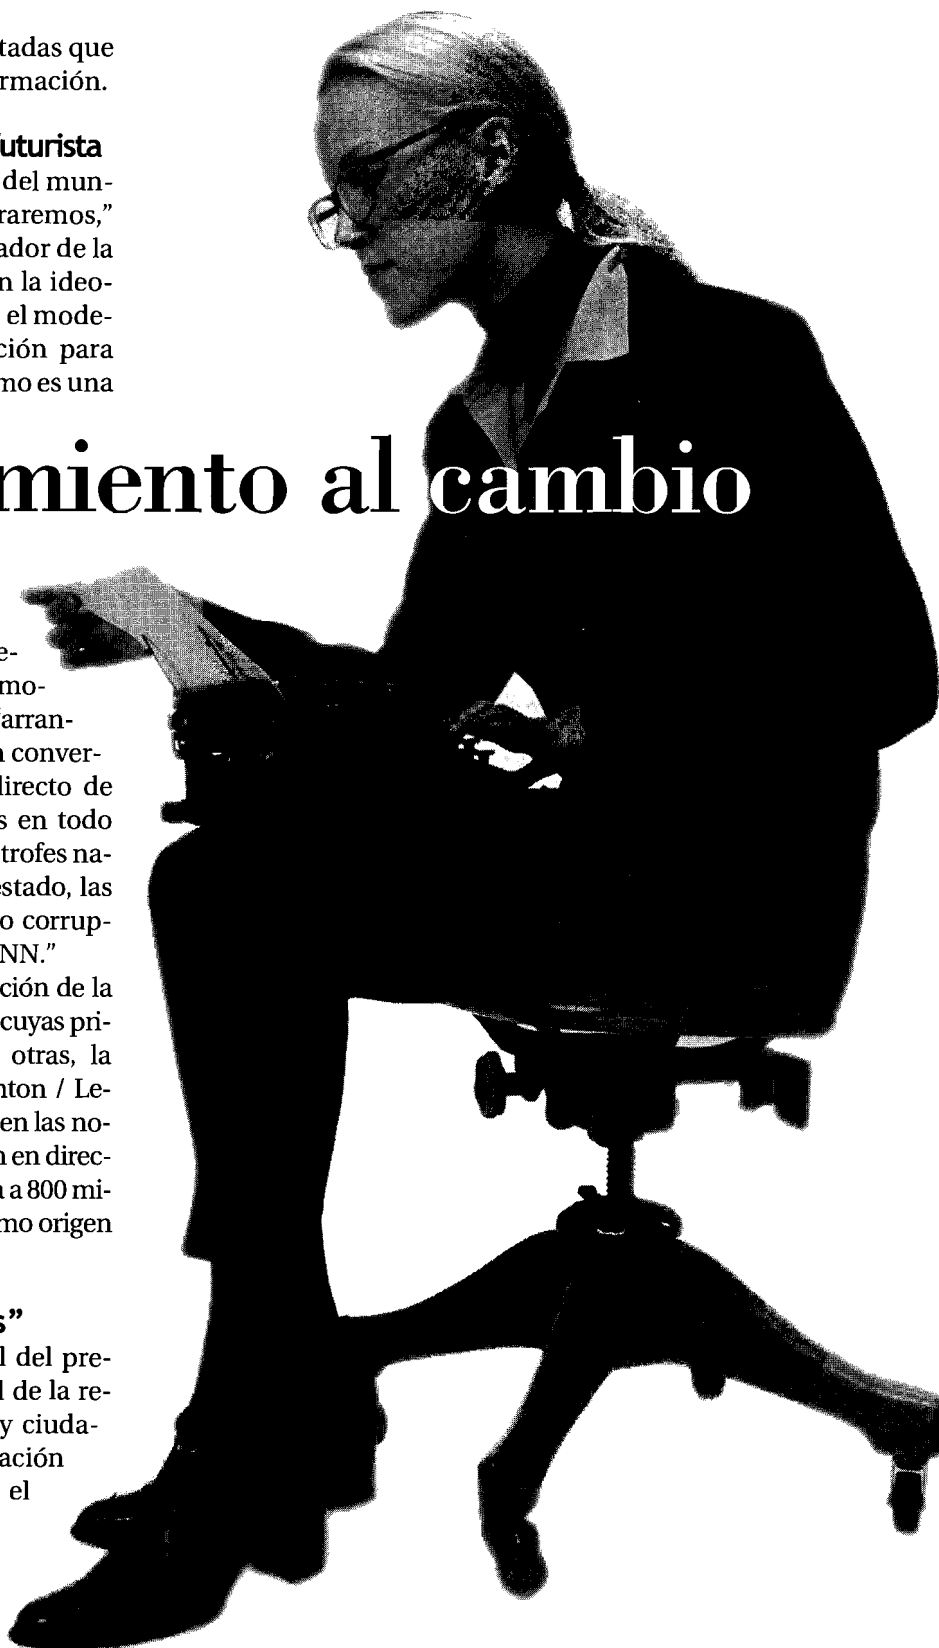 tadas que
rmación.
uturista
del mun-
raremos,”
ador de la
n la ideo-
el mode-
ción para
mo es una
miento al cambio
e-
mo-
arran-
n conver-
directo de
s en todo
trofes na-
estado, las
o corrup-
NN.”
ción de la
cuyas pri-
otras, la
nton / Le-
en las no-
n en direc-
a a 800 mi-
mo origen
s”
l del pre-
l de la re-
y ciuda-
ación
el